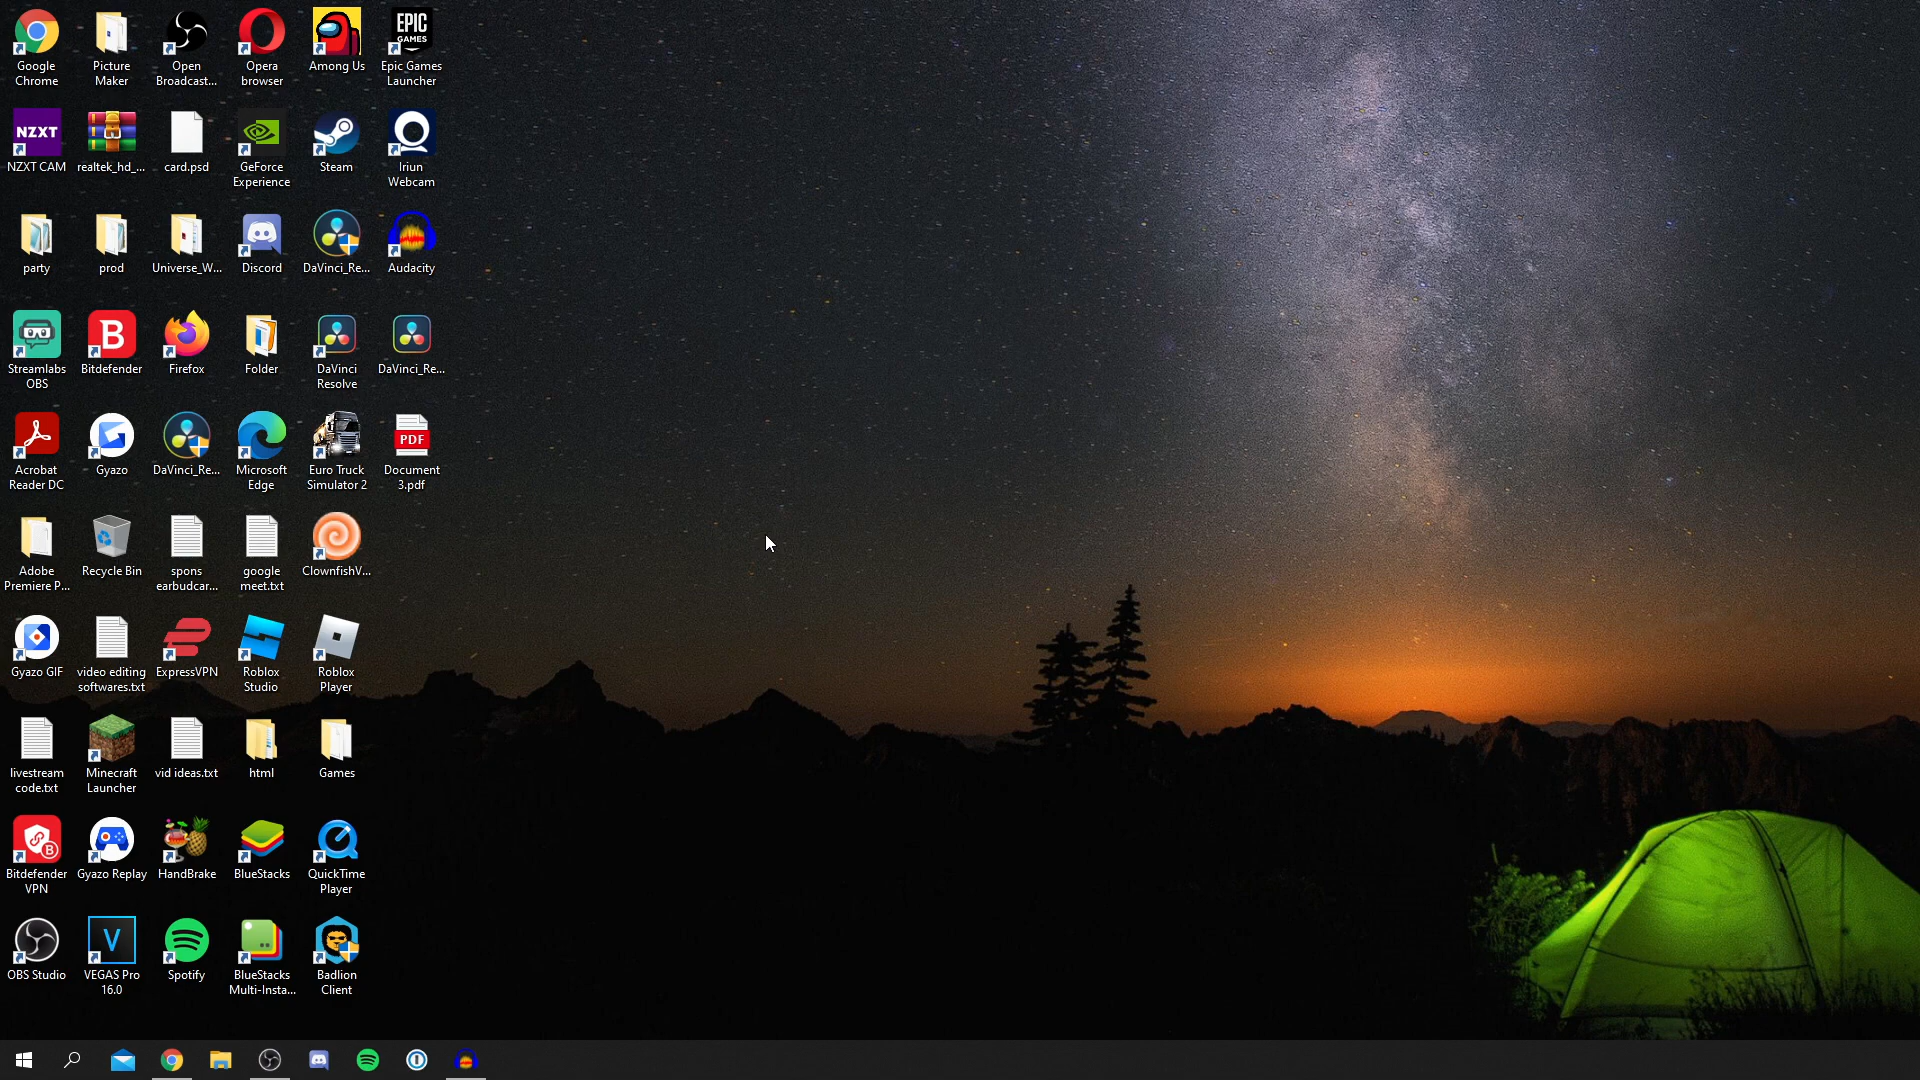 Google
Chrome
Picture
Maker
Open
Broadcast...
Opera
browser
Among Us
EPIC
GAMES
Epic Games
Launcher
NZXT
NZXT CAM
realtek_hd_...
card.psd
GeForce
Experience
Steam
Iriun
Webcam
party
prod
Universe_W...
Discord
DaVinci_Re...
Audacity
Streamlabs
OBS
B
Bitdefender
Firefox
Folder
DaVinci
Resolve
DaVinci_Re...
Acrobat
Reader DC
Gyazo
DaVinci_Re...
Microsoft
Edge
Euro Truck
Simulator 2
PDF
Document
3.pdf
Adobe
Premiere P...
Recycle Bin
spons
earbudcar...
google
meet.txt
ClownfishV...
Gyazo GIF
video editing
softwares.txt
ExpressVPN
Roblox
Studio
Roblox
Player
livestream
code.txt
Minecraft
Launcher
vid ideas.txt
html
Games
B
Bitdefender
VPN
Gyazo Replay
HandBrake
BlueStacks
QuickTime
Player
OBS Studio
V
VEGAS Pro
16.0
Spotify
BlueStacks
Multi-Insta...
Badlion
Client